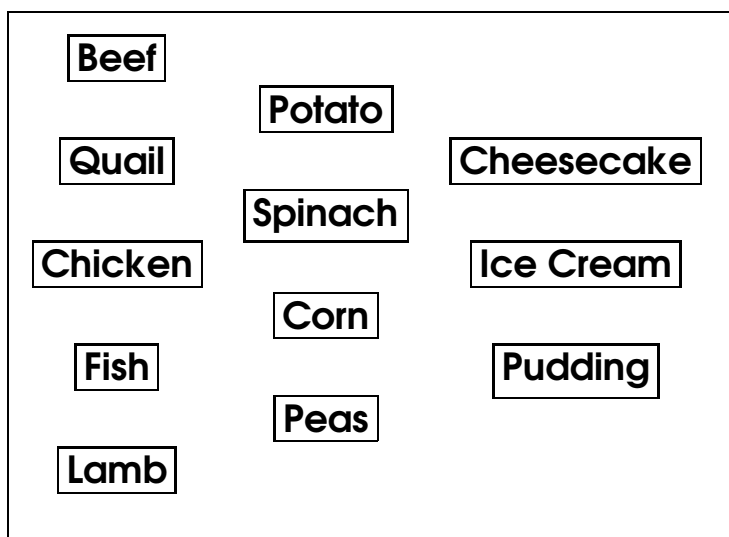 Beef
Quail
Chicken
Fish
Lamb
Potato
Spinach
Corn
Peas
Cheesecake
Ice Cream
Pudding